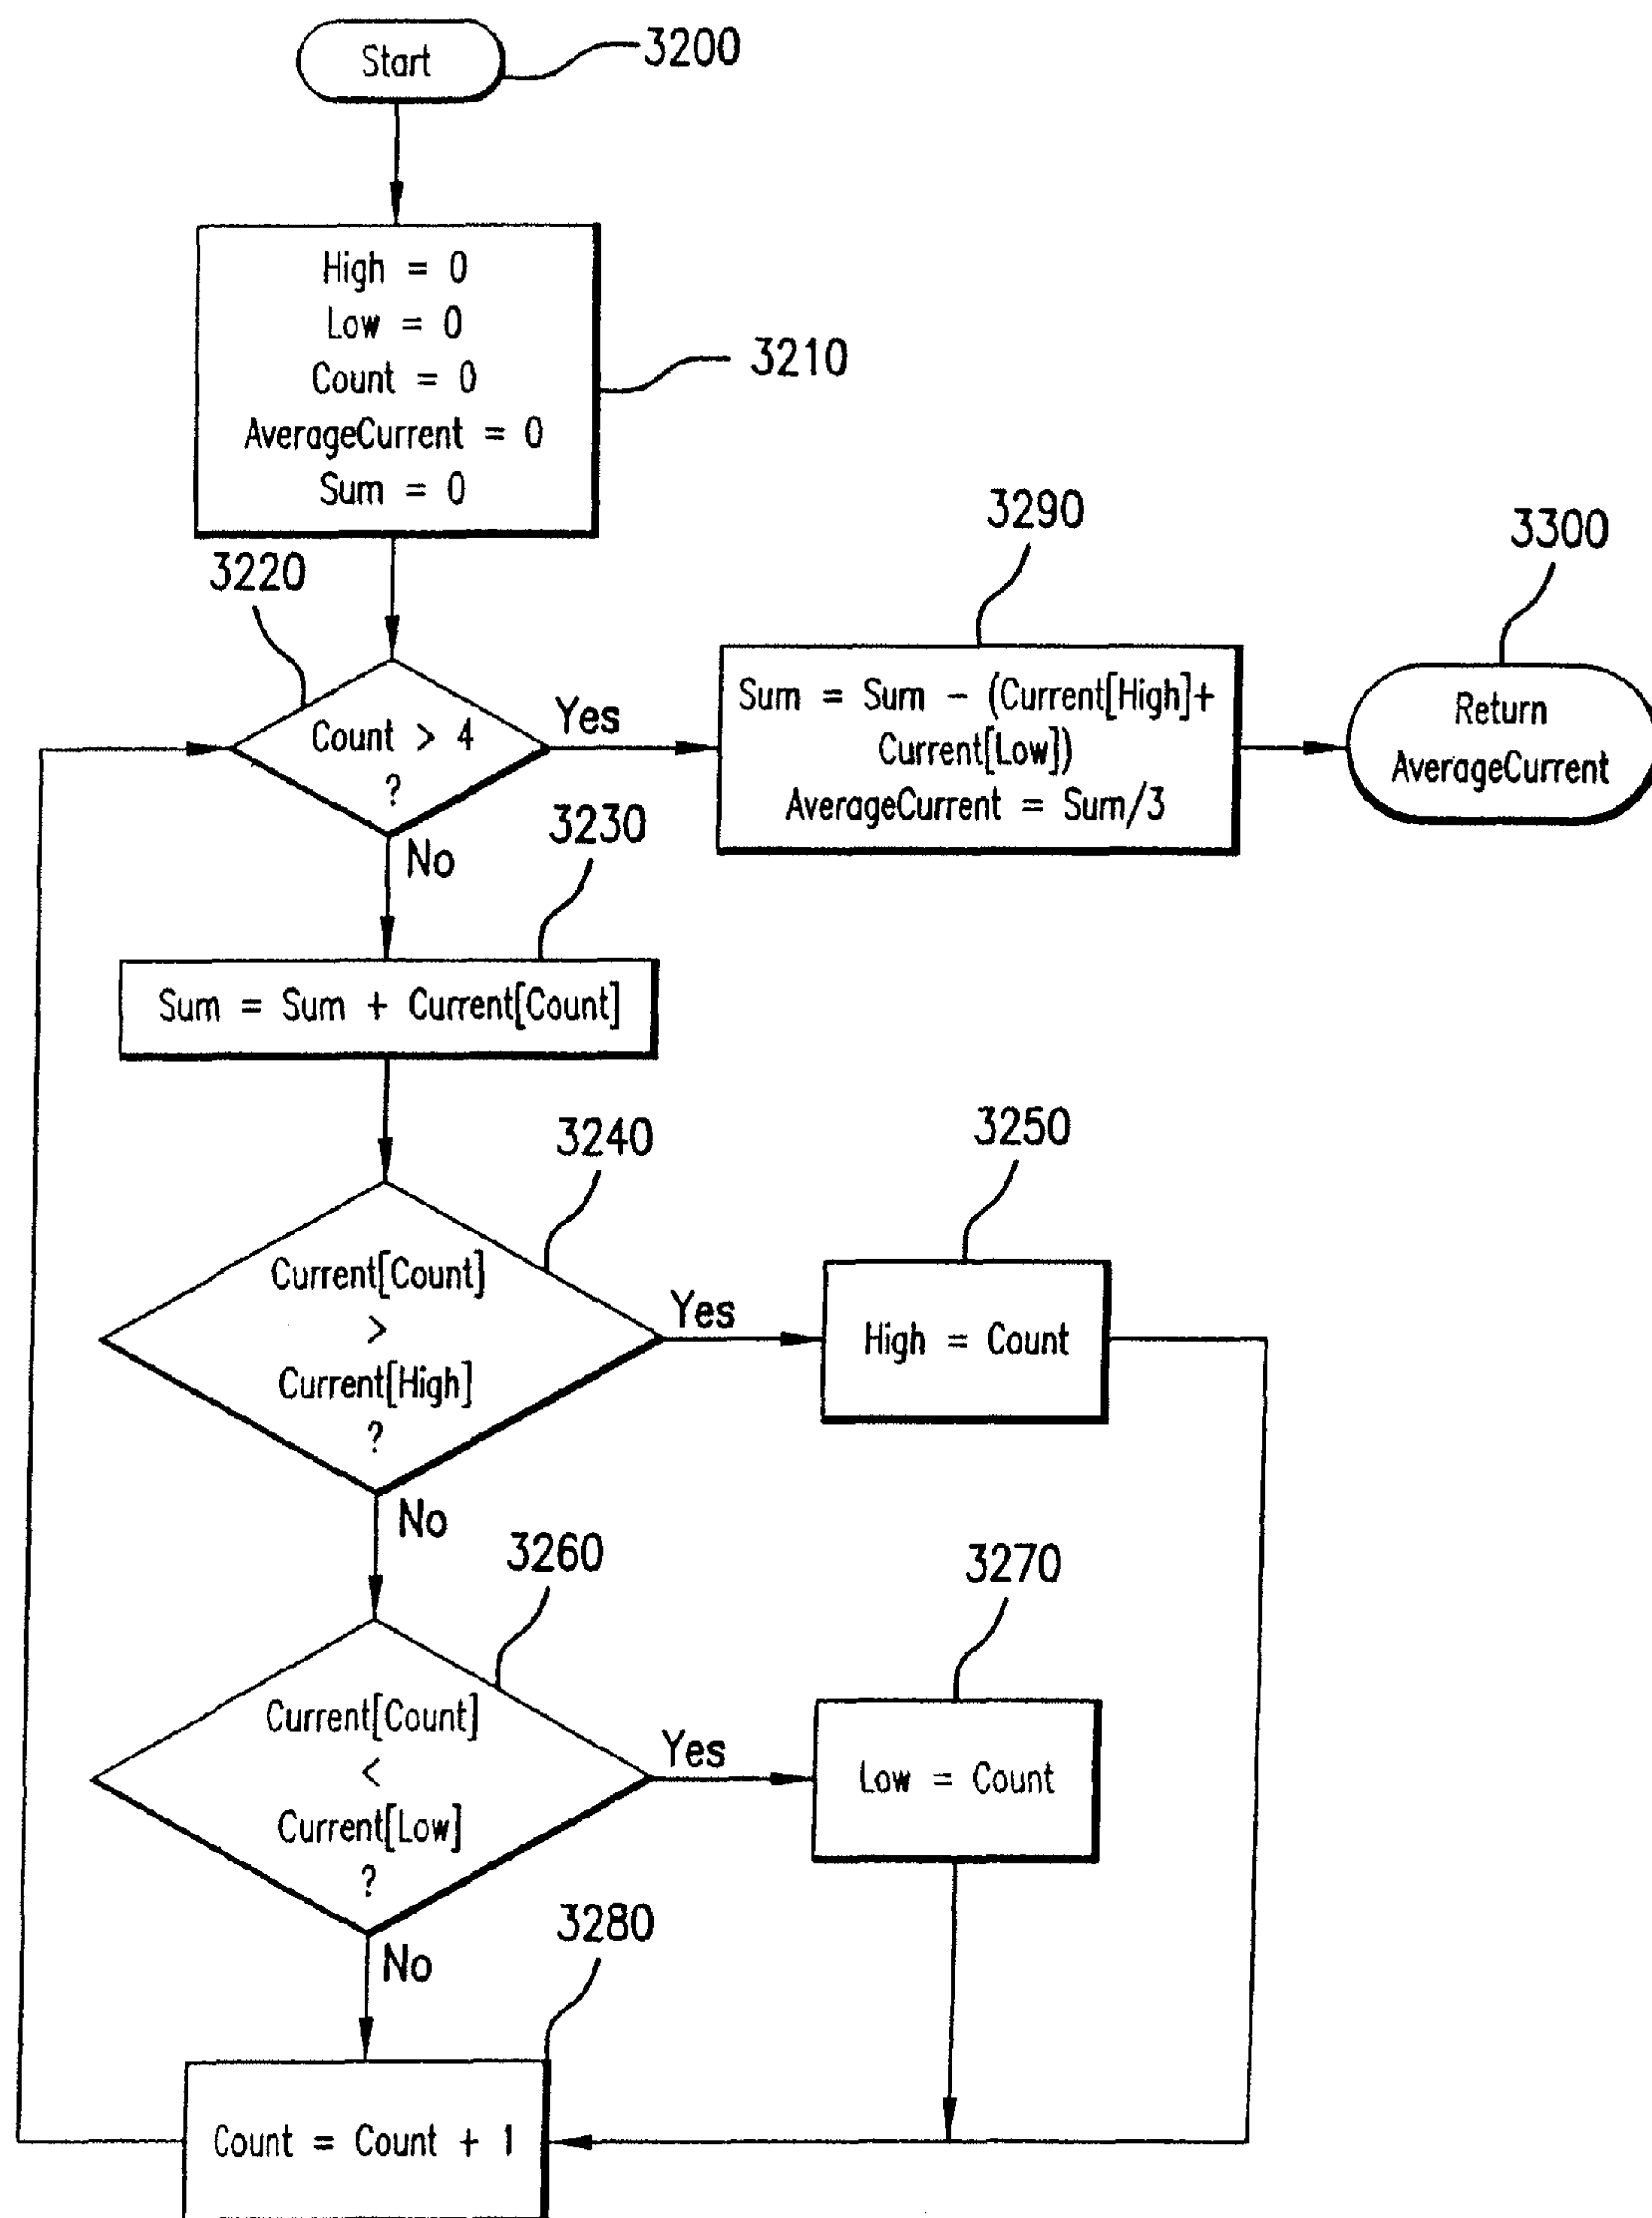 Start
3200
High = 0
Low = 0
Count = 0
AverageCurrent = 0
Sum = 0
3210
3220
Count > 4
?
Yes
No
3290
Sum = Sum - (Current[High]+
Current[Low])
AverageCurrent = Sum/3
3300
Return
AverageCurrent
3230
Sum = Sum + Current[Count]
3240
Current[Count]
>
Current[High]
?
Yes
No
3250
High = Count
3260
Current[Count]
<
Current[Low]
?
Yes
No
3270
Low = Count
3280
Count = Count + 1